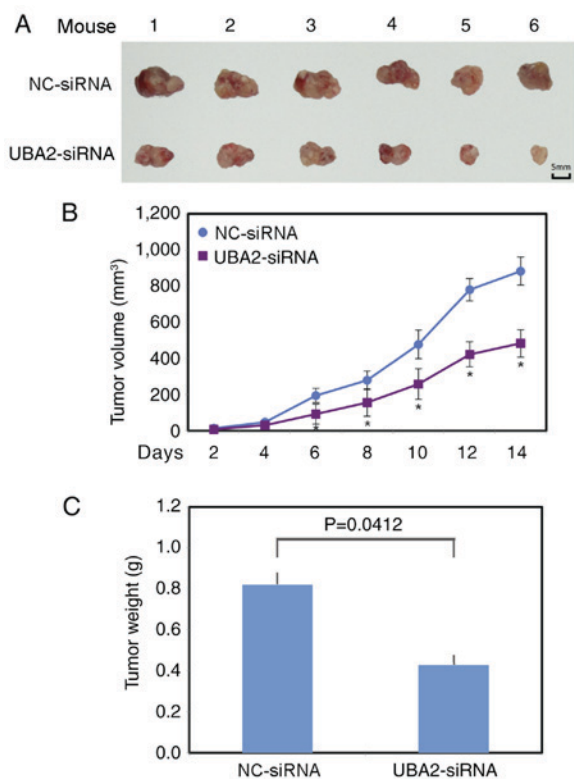 A Mouse 1 2 3 4 5 6
NC-siRNA
UBA2-siRNA
5mm
B
1,200
1,000
800
600
400
200
0
Tumor volume (mm³)
NC-siRNA
UBA2-siRNA
* * * * *
Days 2 4 6 8 10 12 14
C
1.2
1.0
0.8
0.6
0.4
0.2
0.0
Tumor weight (g)
P=0.0412
NC-siRNA UBA2-siRNA